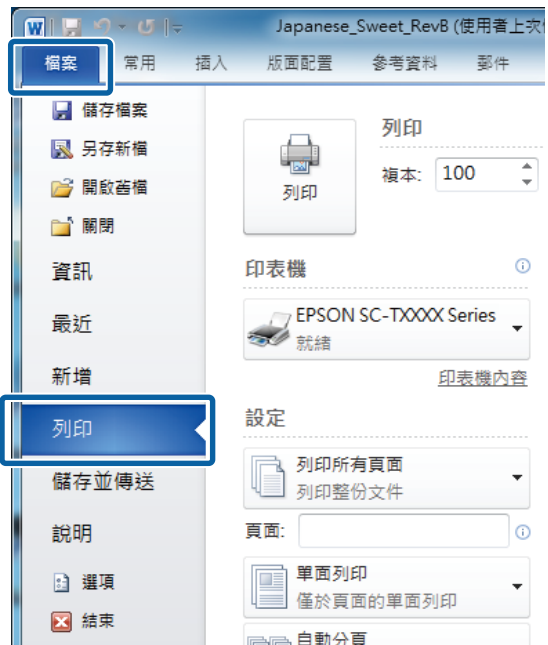 Japanese_Sweet_RevB (使用者上次
檔案 常用 插入 版面配置 參考資料 郵件
儲存檔案
另存新檔
開啟舊檔
關閉
資訊
最近
新增
列印
儲存並傳送
說明
選項
結束
列印
列印
複本: 100
印表機
EPSON SC-TXXXX Series
就緒
印表機內容
設定
列印所有頁面
列印整份文件
頁面:
單面列印
僅於頁面的單面列印
自動分頁